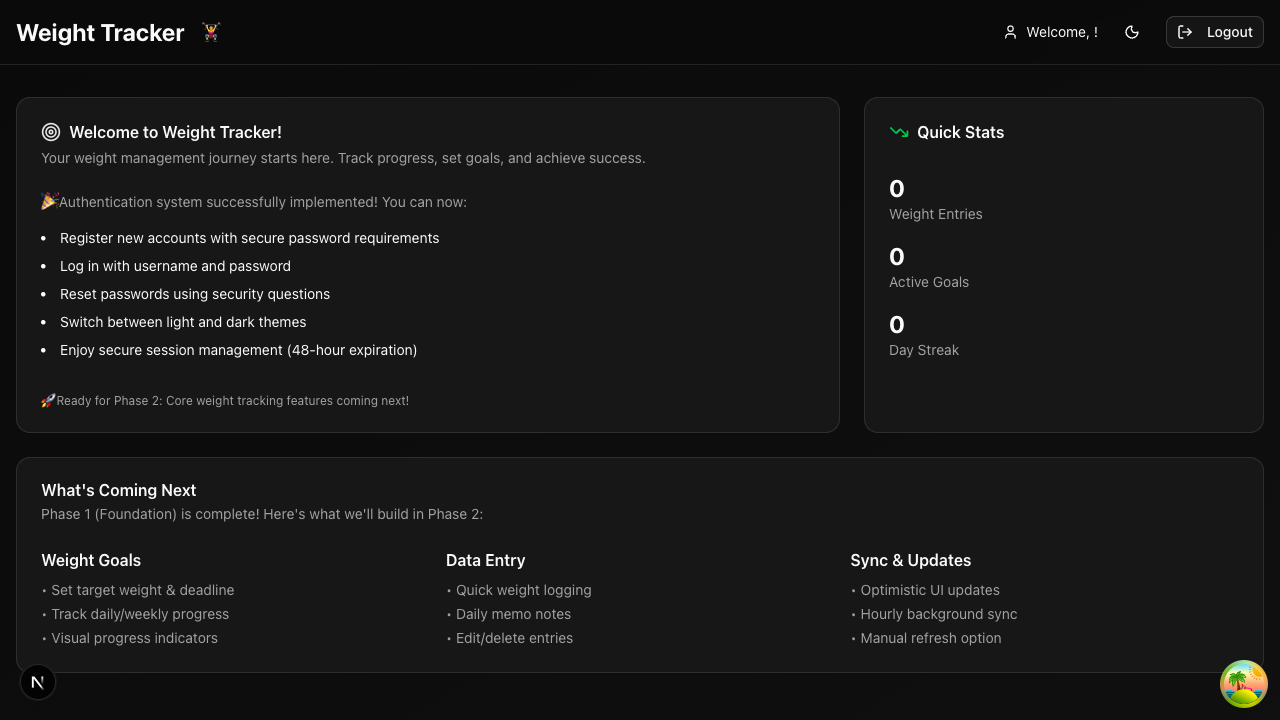 Weight Tracker 🏋️
Welcome, !
Logout
Welcome to Weight Tracker!
Your weight management journey starts here. Track progress, set goals, and achieve success.
🎉Authentication system successfully implemented! You can now:
• Register new accounts with secure password requirements
• Log in with username and password
• Reset passwords using security questions
• Switch between light and dark themes
• Enjoy secure session management (48-hour expiration)
🚀Ready for Phase 2: Core weight tracking features coming next!
Quick Stats
0
Weight Entries
0
Active Goals
0
Day Streak
What's Coming Next
Phase 1 (Foundation) is complete! Here's what we'll build in Phase 2:
Weight Goals
• Set target weight & deadline
• Track daily/weekly progress
• Visual progress indicators
Data Entry
• Quick weight logging
• Daily memo notes
• Edit/delete entries
Sync & Updates
• Optimistic UI updates
• Hourly background sync
• Manual refresh option
N